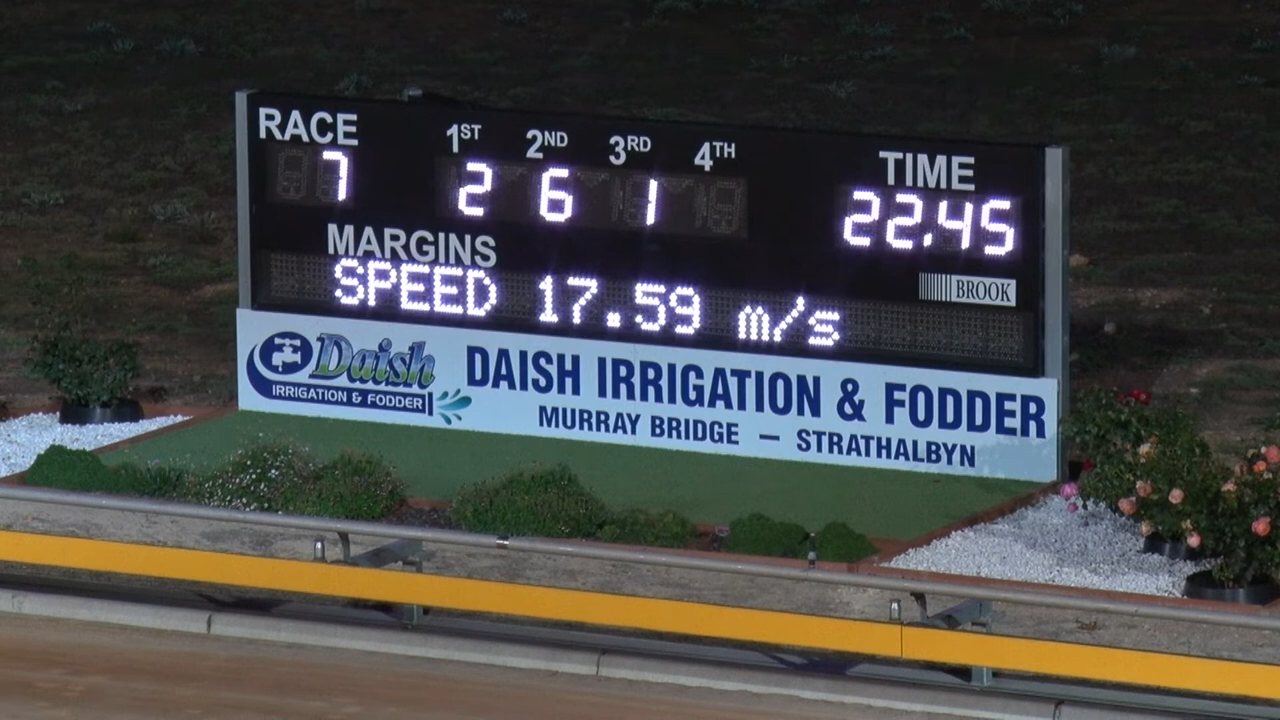 RACE 1ST 2ND 3RD 4TH TIME
7 2 6 1 22.45
MARGINS
BROOK
SPEED 17.59 m/s
Daish
IRRIGATION & FODDER
DAISH IRRIGATION & FODDER
MURRAY BRIDGE – STRATHALBYN